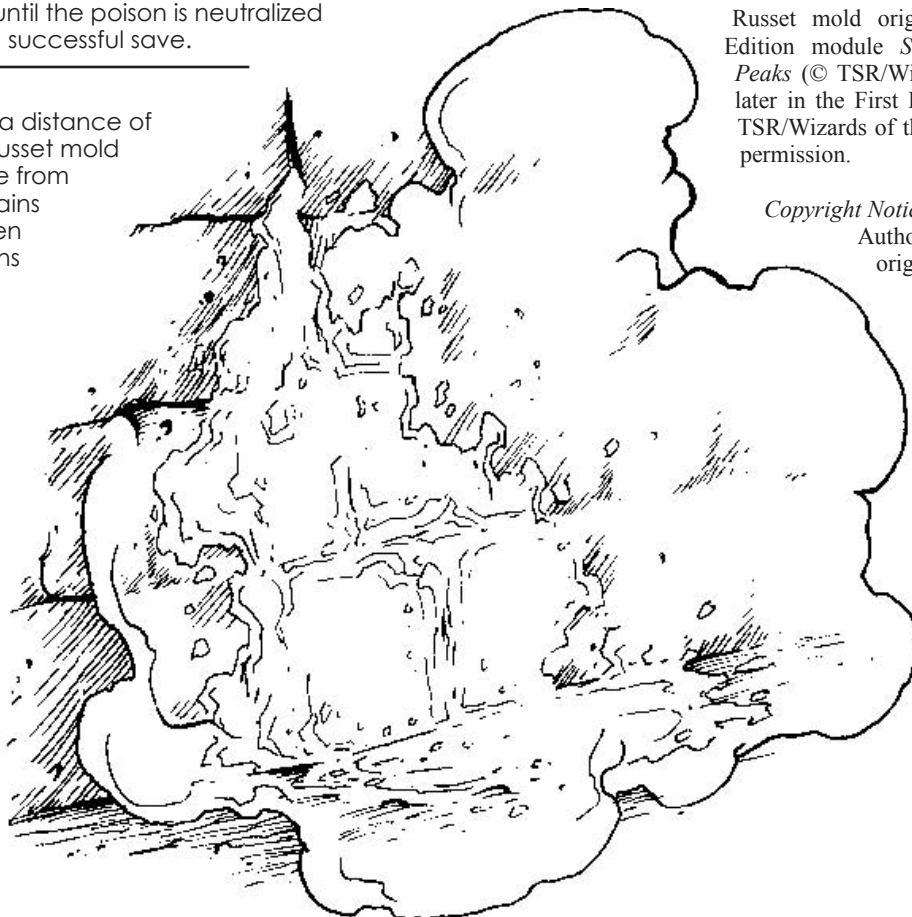 until the poison is neutralized
successful save.
a distance of
usset mold
e from
ains
en
ns
Russet mold orig
Edition module S
Peaks (© TSR/Wi
later in the First
TSR/Wizards of th
permission.
Copyright Notic
Autho
orig